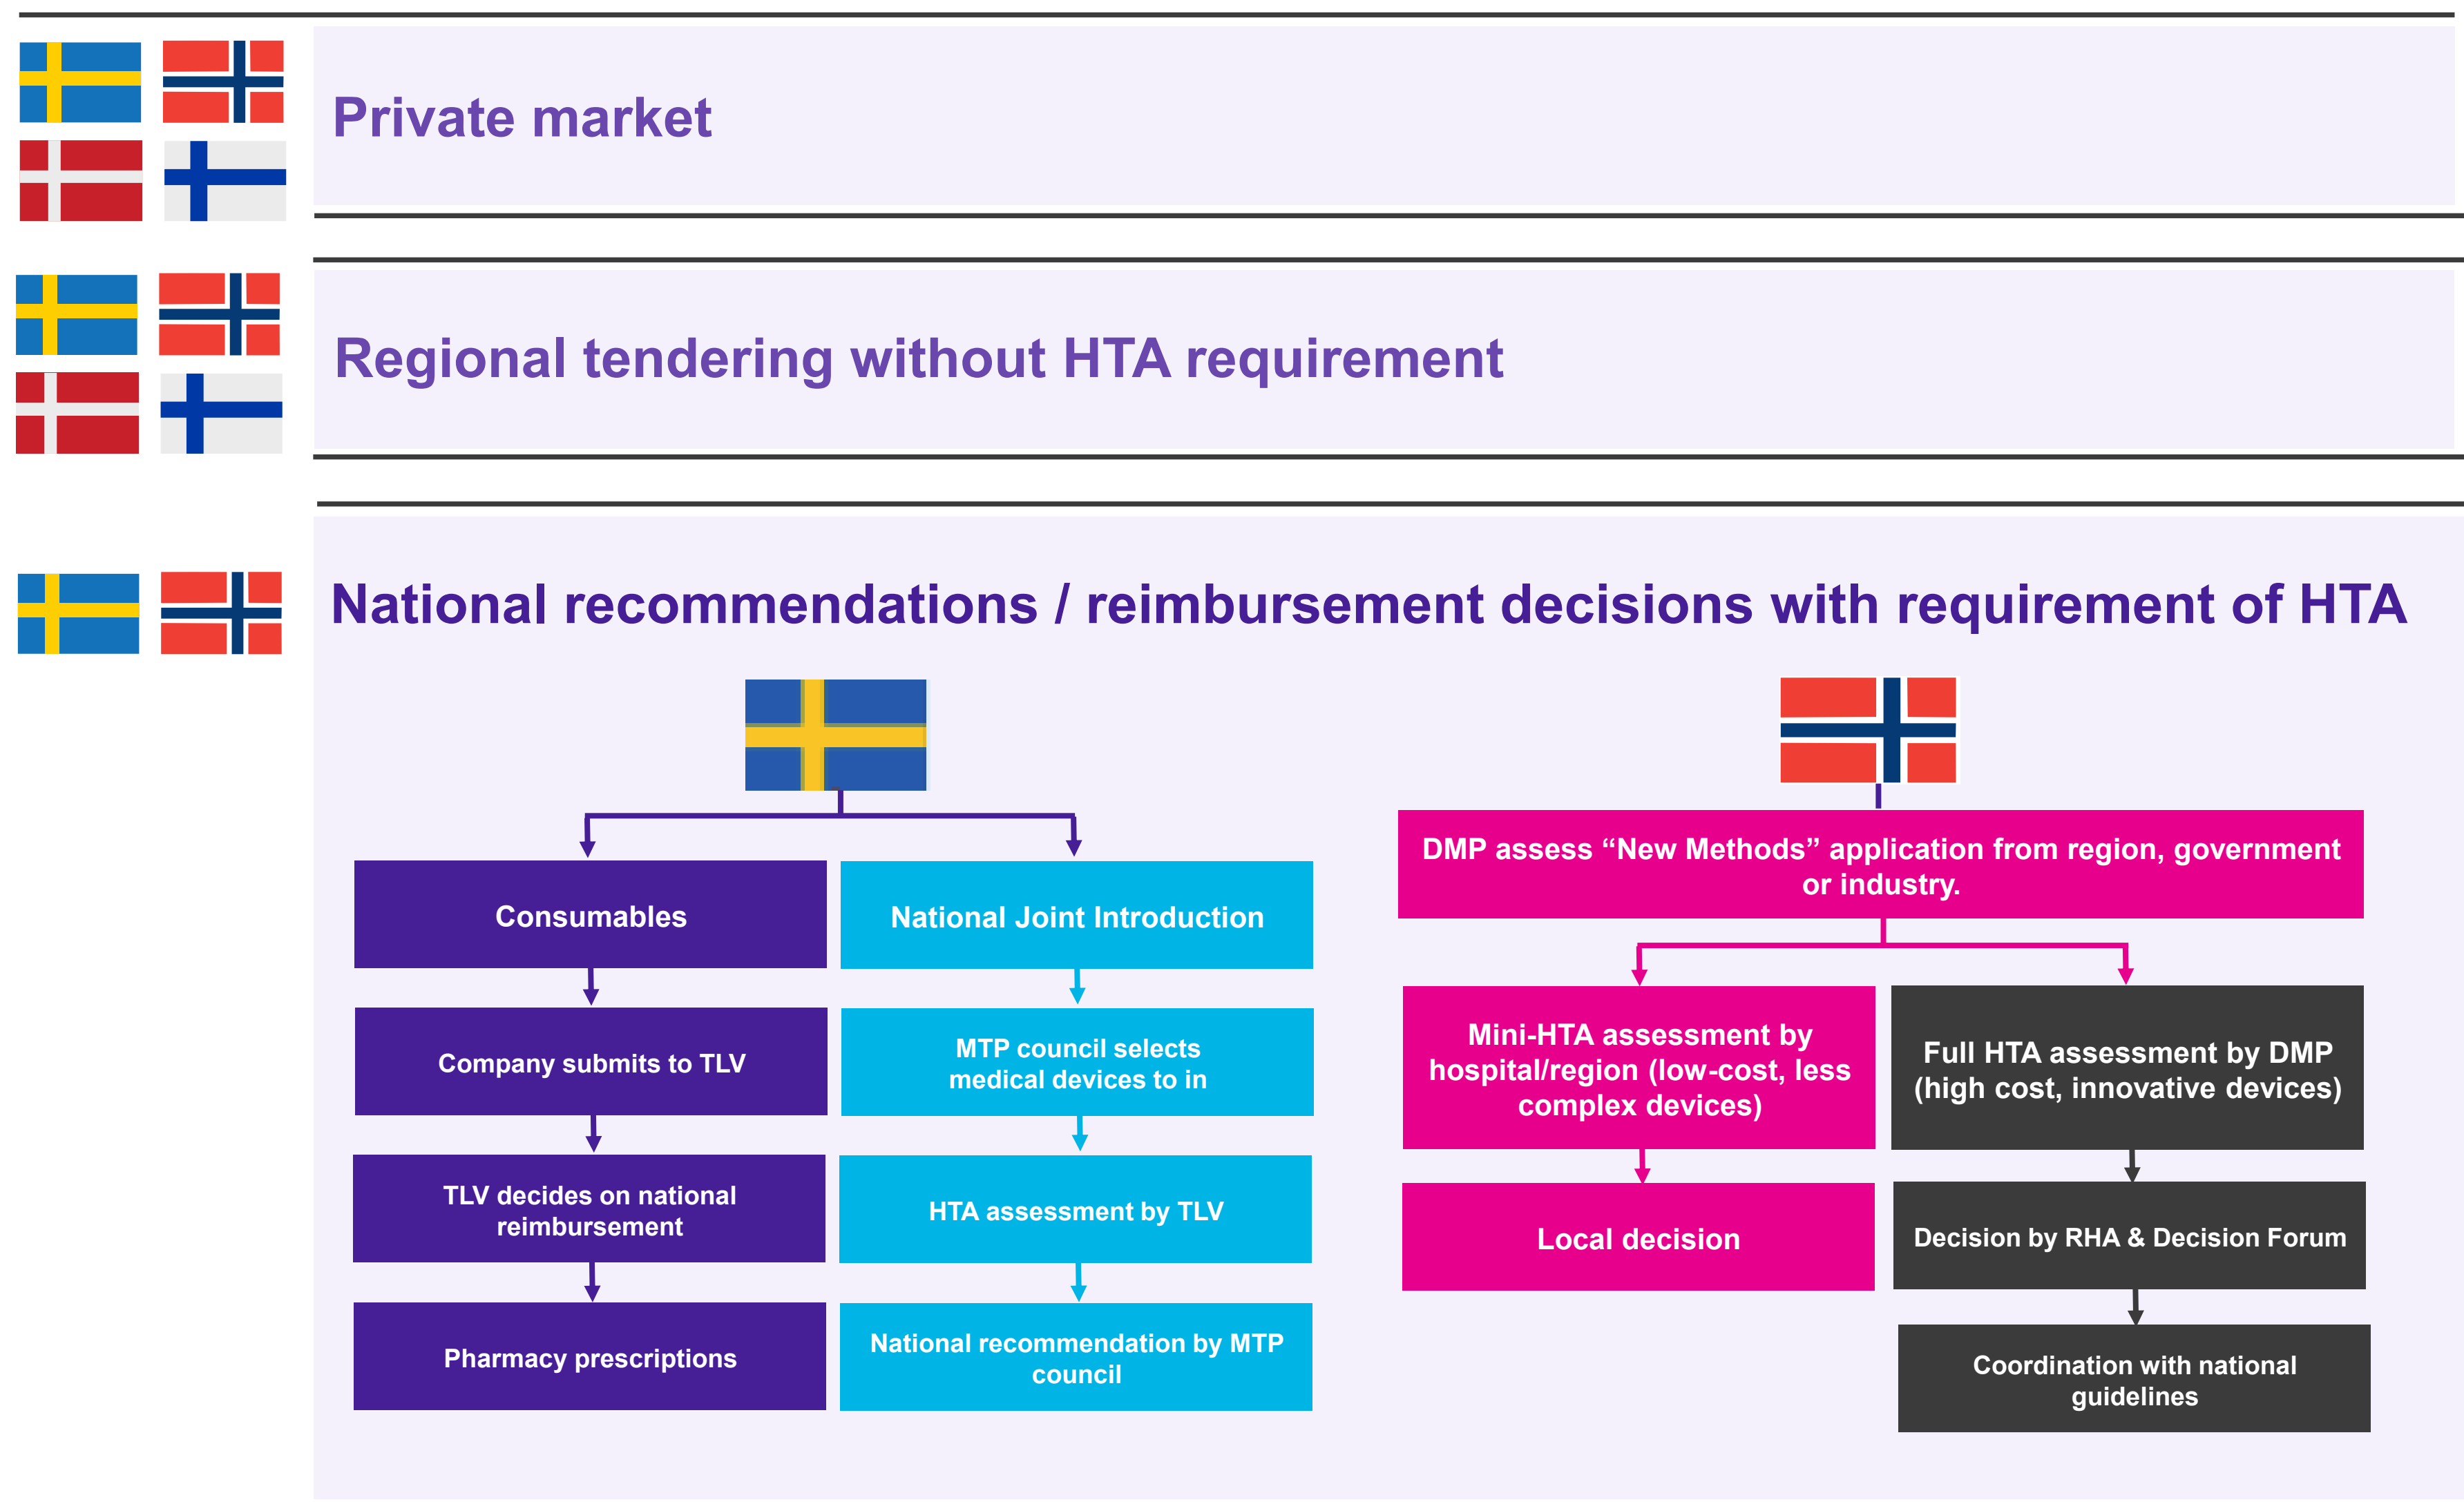 Private market
Regional tendering without HTA requirement
National recommendations / reimbursement decisions with requirement of HTA
Consumables
Company submits to TLV
TLV decides on national
reimbursement
Pharmacy prescriptions
National Joint Introduction
MTP council selects
medical devices to in
HTA assessment by TLV
National recommendation by MTP
council
DMP assess “New Methods” application from region, government
or industry.
Mini-HTA assessment by
hospital/region (low-cost, less
complex devices)
Local decision
Full HTA assessment by DMP
(high cost, innovative devices)
Decision by RHA & Decision Forum
Coordination with national
guidelines